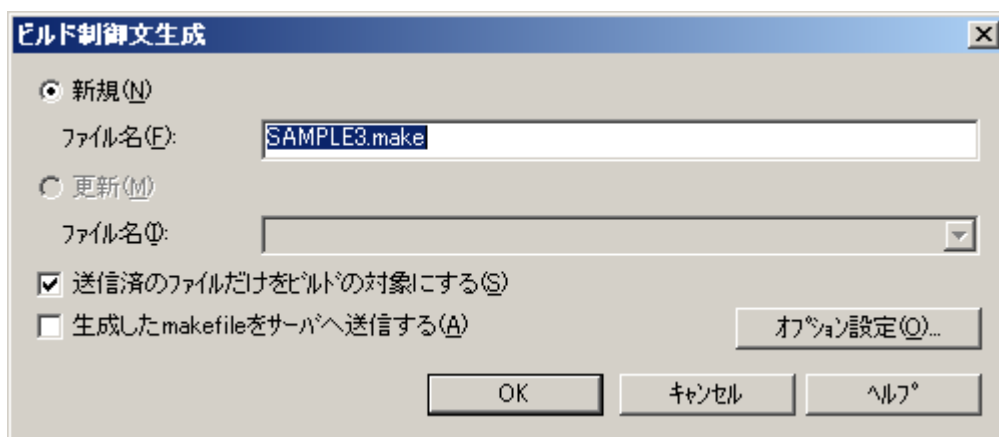 ビルド制御文生成
新規(N)
ファイル名(F):
SAMPLE3.make
更新(M)
ファイル名(I):
送信済のファイルだけをビルドの対象にする(S)
生成したmakefileをサーバへ送信する(A)
オプション設定(O)...
OK
キャンセル
ヘルプ